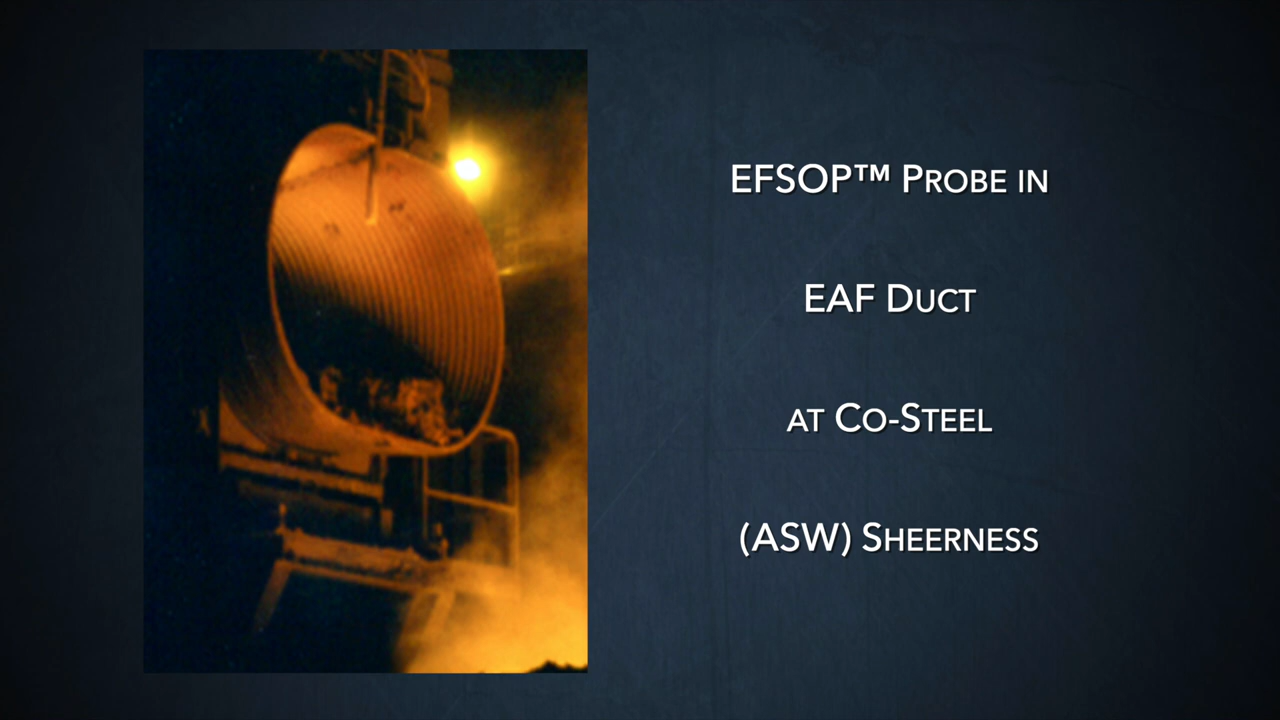 EFSOP™ Probe in
EAF Duct
at Co-Steel
(ASW) Sheerness